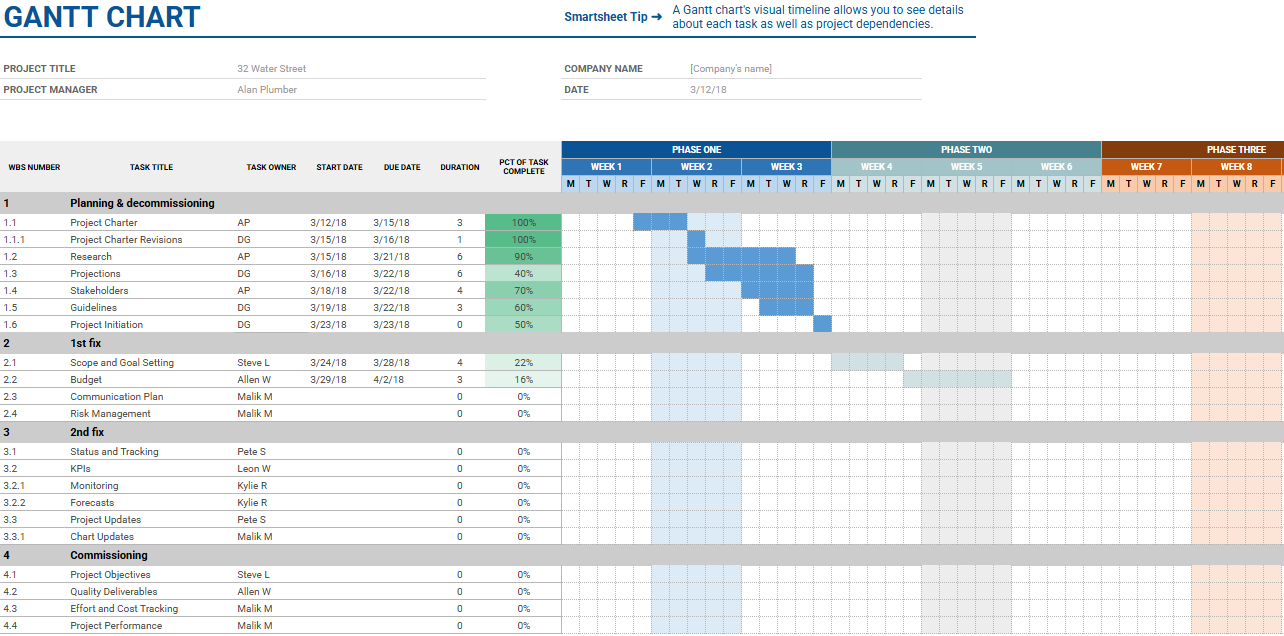 GANTT CHART
Smartsheet Tip ➜ A Gantt chart's visual timeline allows you to see details
about each task as well as project dependencies.
PROJECT TITLE 32 Water Street COMPANY NAME [Company's name]
PROJECT MANAGER Alan Plumber DATE 3/12/18
PHASE ONE PHASE TWO PHASE THREE
WBS NUMBER TASK TITLE TASK OWNER START DATE DUE DATE DURATION PCT OF TASK COMPLETE WEEK 1 WEEK 2 WEEK 3 WEEK 4 WEEK 5 WEEK 6 WEEK 7 WEEK 8
M T W R F M T W R F M T W R F M T W R F M T W R F M T W R F M T W R F M T W R F
1 Planning & decommissioning
1.1 Project Charter AP 3/12/18 3/15/18 3 100%
1.1.1 Project Charter Revisions DG 3/15/18 3/16/18 1 100%
1.2 Research AP 3/15/18 3/21/18 6 90%
1.3 Projections DG 3/16/18 3/22/18 6 40%
1.4 Stakeholders AP 3/18/18 3/22/18 4 70%
1.5 Guidelines DG 3/19/18 3/22/18 3 60%
1.6 Project Initiation DG 3/23/18 3/23/18 0 50%
2 1st fix
2.1 Scope and Goal Setting Steve L 3/24/18 3/28/18 4 22%
2.2 Budget Allen W 3/29/18 4/2/18 3 16%
2.3 Communication Plan Malik M 0 0%
2.4 Risk Management Malik M 0 0%
3 2nd fix
3.1 Status and Tracking Pete S 0 0%
3.2 KPIs Leon W 0 0%
3.2.1 Monitoring Kylie R 0 0%
3.2.2 Forecasts Kylie R 0 0%
3.3 Project Updates Pete S 0 0%
3.3.1 Chart Updates Malik M 0 0%
4 Commissioning
4.1 Project Objectives Steve L 0 0%
4.2 Quality Deliverables Allen W 0 0%
4.3 Effort and Cost Tracking Malik M 0 0%
4.4 Project Performance Malik M 0 0%